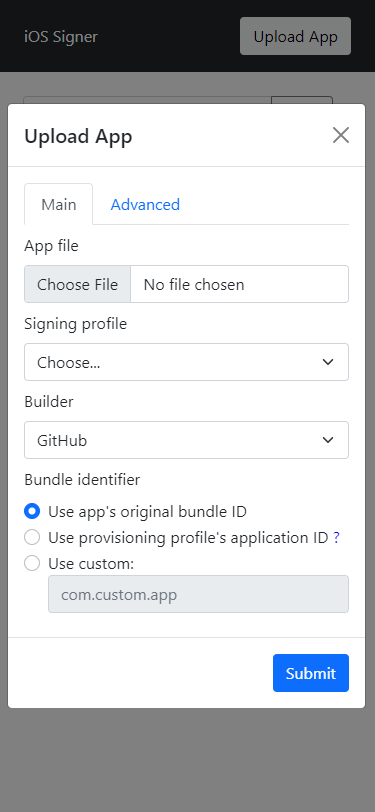 iOS Signer
Upload App
Upload App
Main
Advanced
App file
Choose File
No file chosen
Signing profile
Choose...
Builder
GitHub
Bundle identifier
Use app's original bundle ID
Use provisioning profile's application ID ?
Use custom:
com.custom.app
Submit